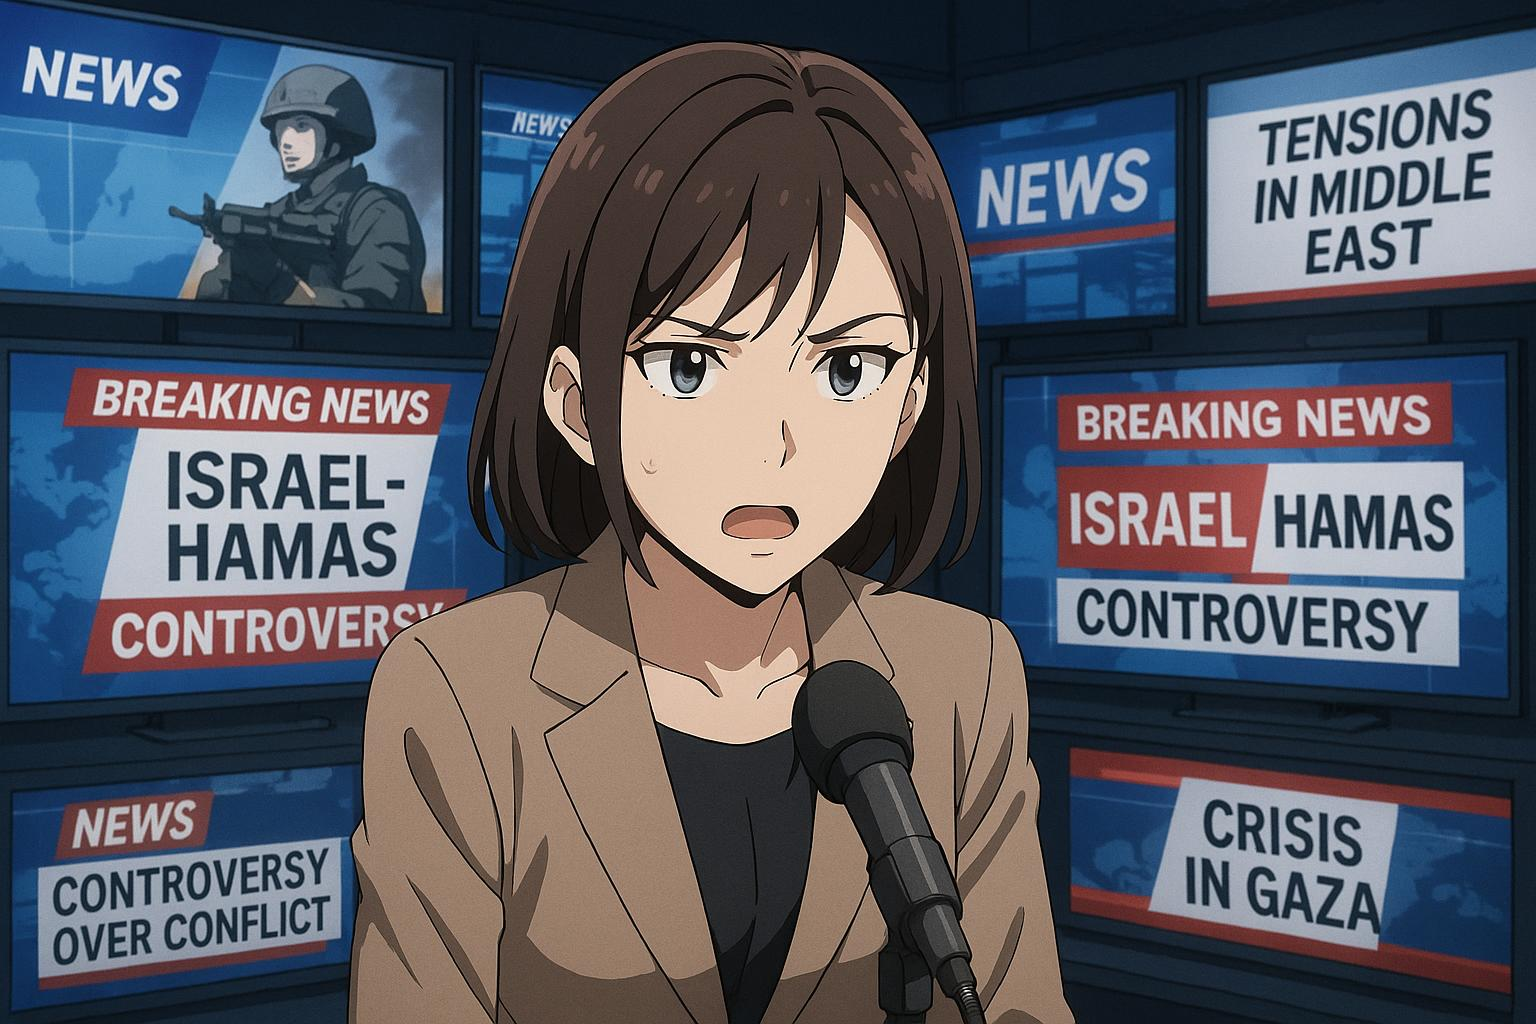 NEWS
NEWS
NEWS
TENSIONS
IN MIDDLE
EAST
BREAKING NEWS
ISRAEL-
HAMAS
CONTROVERSY
BREAKING NEWS
ISRAEL HAMAS
CONTROVERSY
NEWS
CONTROVERSY
OVER CONFLICT
CRISIS
IN GAZA